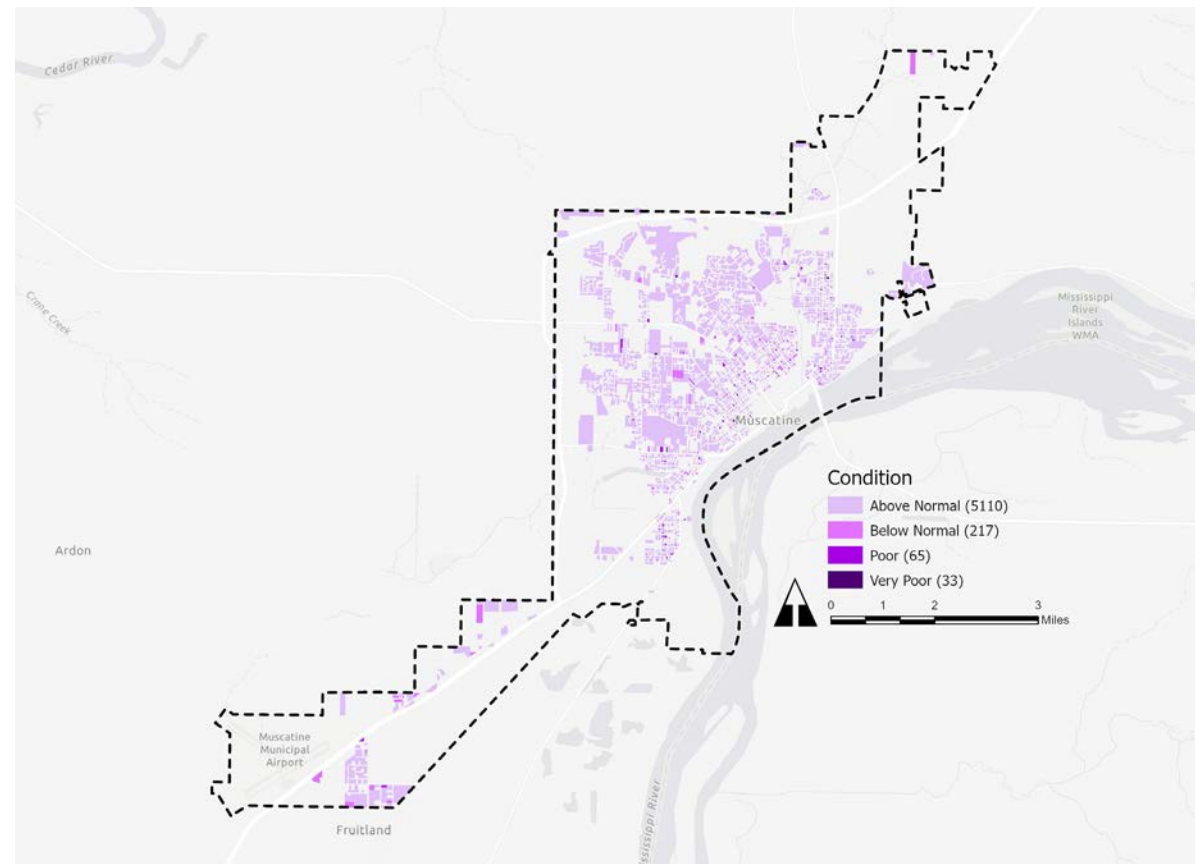 Cedar River
Crane Creek
Mississippi
River
Islands
WMA
Muscatine
Condition
Above Normal (5110)
Below Normal (217)
Poor (65)
Very Poor (33)
Ardon
0 1 2 3
Miles
Muscatine
Municipal
Airport
Mississippi River
Fruitland